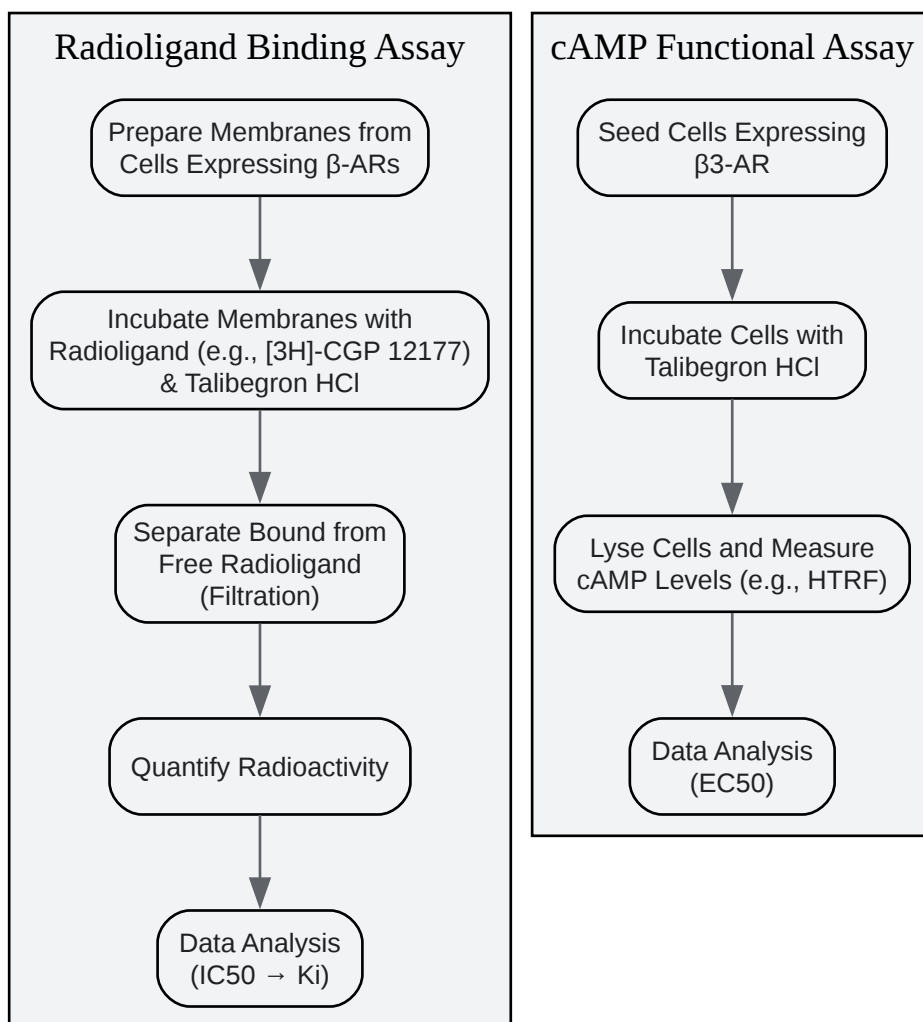 Radioligand Binding Assay
Prepare Membranes from
Cells Expressing β-ARs
Incubate Membranes with
Radioligand (e.g., [3H]-CGP 12177)
& Talibegron HCl
Separate Bound from
Free Radioligand
(Filtration)
Quantify Radioactivity
Data Analysis
(IC50 → Ki)
cAMP Functional Assay
Seed Cells Expressing
β3-AR
Incubate Cells with
Talibegron HCl
Lyse Cells and Measure
cAMP Levels (e.g., HTRF)
Data Analysis
(EC50)